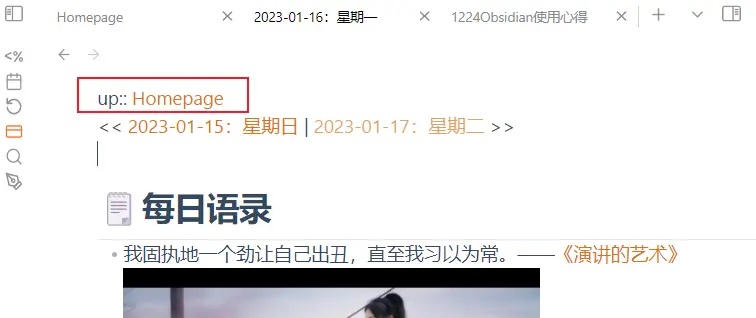 Homepage
2023-01-16：星期一
1224Obsidian使用心得
<%
up:: Homepage
<< 2023-01-15：星期日 | 2023-01-17：星期二 >>
每日语录
我固执地一个劲让自己出丑，直至我习以为常。——《演讲的艺术》